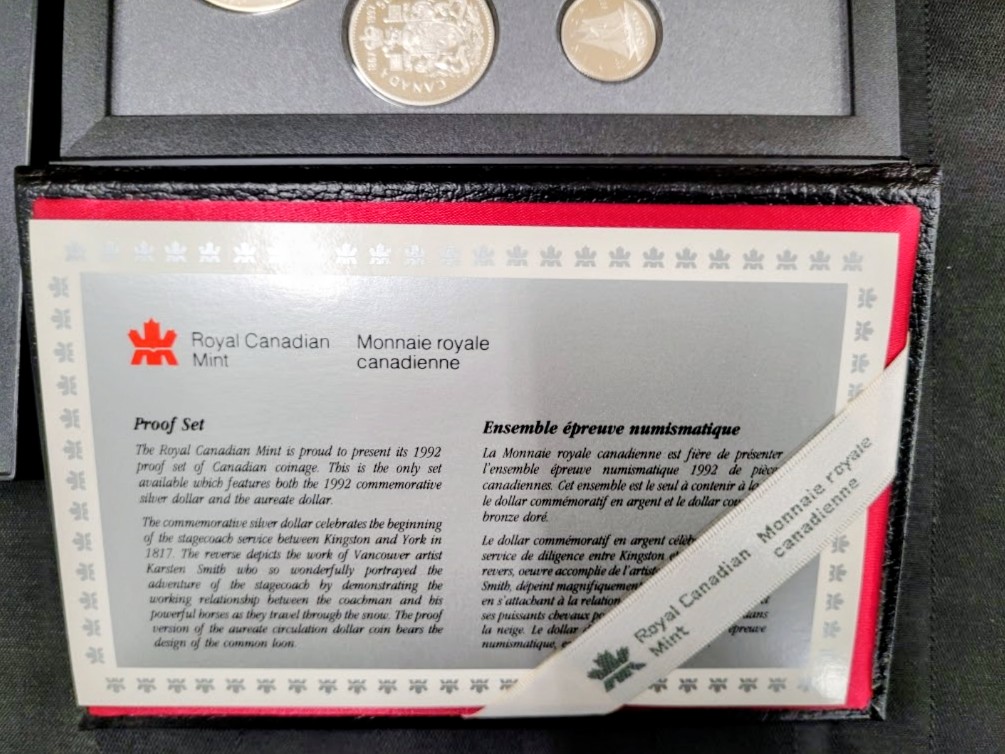 CANADA
Royal Canadian
Mint
Monnaie royale
canadienne
Proof Set
The Royal Canadian Mint is proud to present its 1992
proof set of Canadian coinage. This is the only set
available which features both the 1992 commemorative
silver dollar and the aureate dollar.
The commemorative silver dollar celebrates the beginning
of the stagecoach service between Kingston and York in
1817. The reverse depicts the work of Vancouver artist
Karsten Smith who so wonderfully portrayed the
adventure of the stagecoach by demonstrating the
working relationship between the coachman and his
powerful horses as they travel through the snow. The proof
version of the aureate circulation dollar coin bears the
design of the common loon.
Ensemble épreuve numismatique
La Monnaie royale canadienne est fière de présenter
l'ensemble épreuve numismatique 1992 de
canadiennes. Cet ensemble est le seul à contenir à
le dollar commémoratif en argent et le dollar
bronze doré.
Le dollar commémoratif en argent
service de diligence entre Kingston
revers, oeuvre accomplie de
Smith, dépeint magnifiquement
en s'attachant à la relation
ses puissants chevaux
la neige. Le dollar
épreuve
numismatique,
Royal Canadian
Mint
Monnaie royale
canadienne